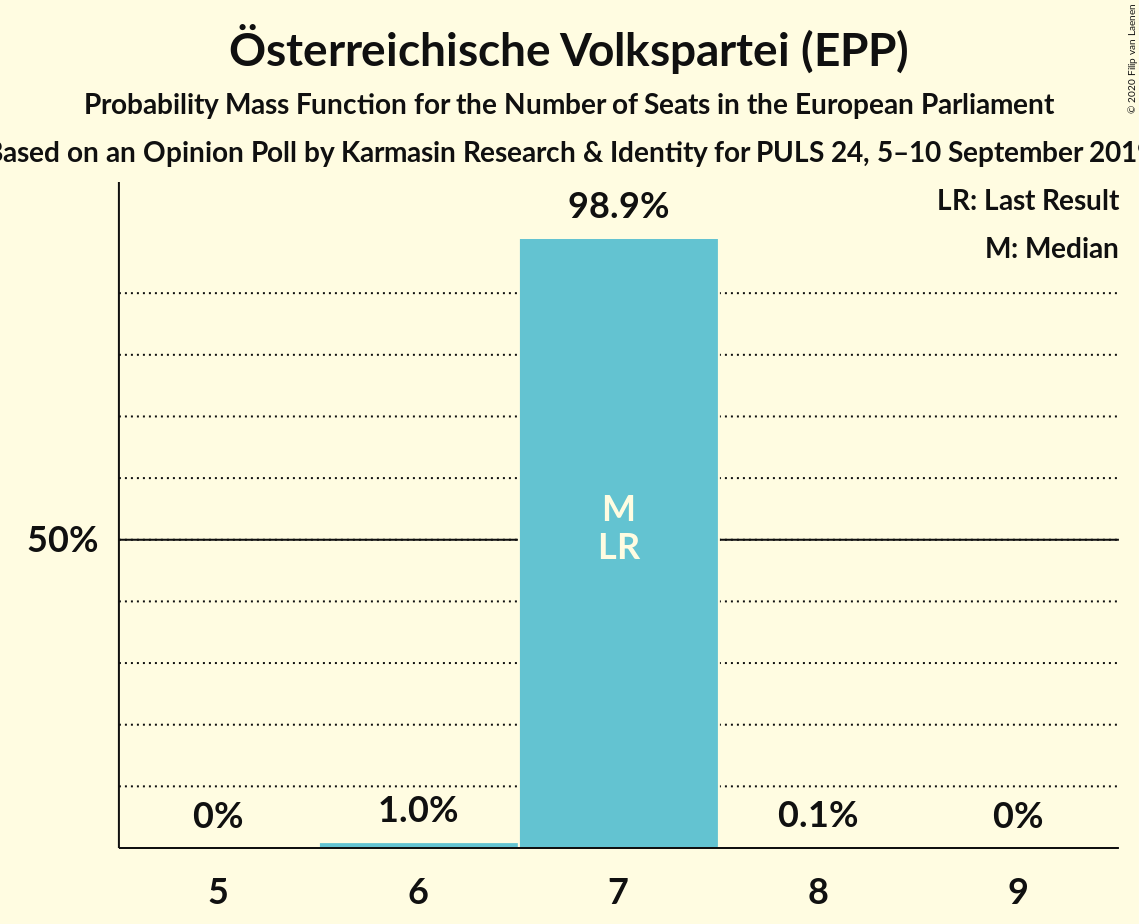 Österreichische Volkspartei (EPP)
Probability Mass Function for the Number of Seats in the European Parliament
Based on an Opinion Poll by Karmasin Research & Identity for PULS 24, 5–10 September 2019
© 2020 Filip van Laenen
LR: Last Result
M: Median
98.9%
M
LR
50%
0%
1.0%
0.1%
0%
5
6
7
8
9